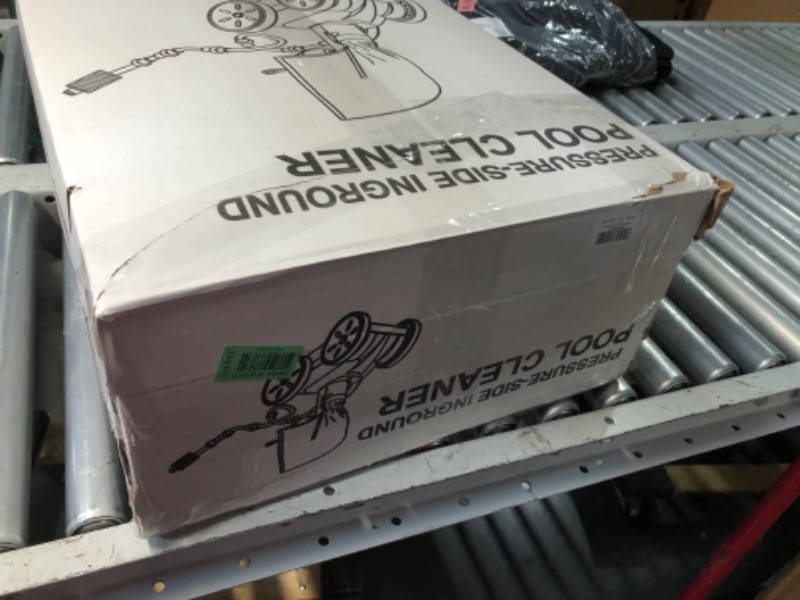 PRESSURE-SIDE INGROUND
POOL CLEANER
PRESSURE-SIDE INGROUND
POOL CLEANER